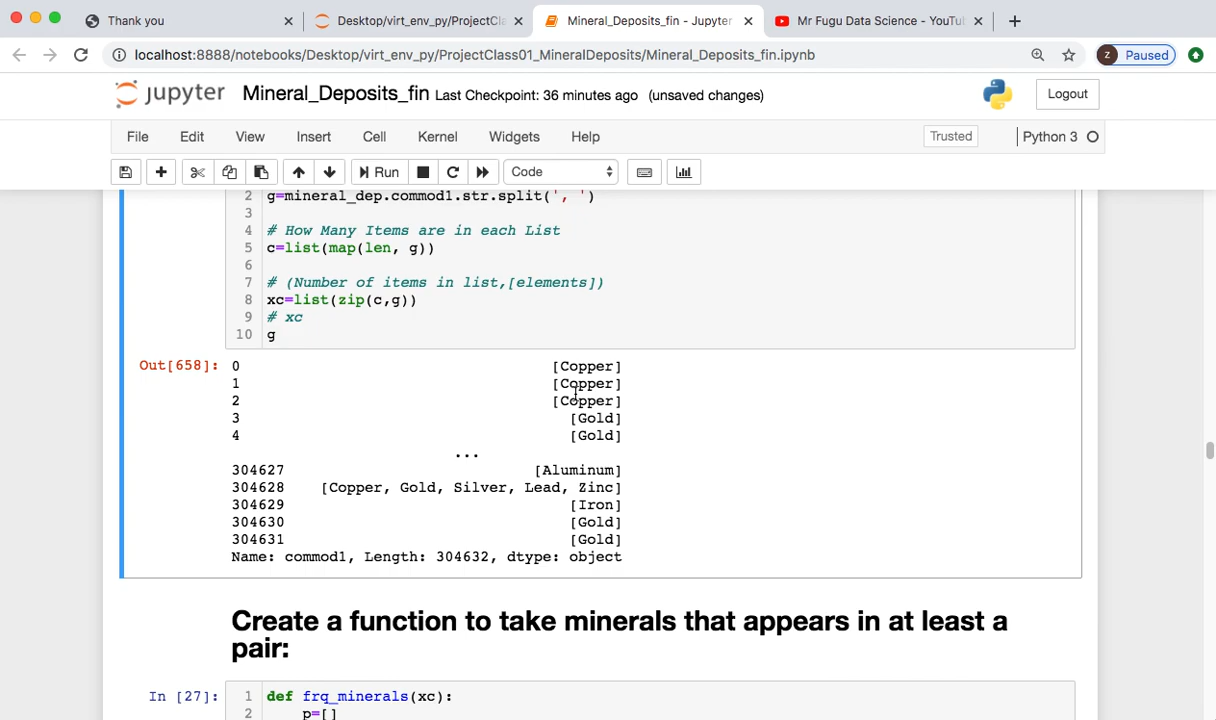 Thank you
Desktop/virt_env_py/ProjectCla
Mineral_Deposits_fin - Jupyter
Mr Fugu Data Science - YouTu
localhost:8888/notebooks/Desktop/virt_env_py/ProjectClass01_MineralDeposits/Mineral_Deposits_fin.ipynb
z Paused
jupyter Mineral_Deposits_fin Last Checkpoint: 36 minutes ago (unsaved changes)
Logout
File Edit View Insert Cell Kernel Widgets Help
Trusted Python 3
Run Code
2 g=mineral_dep.commod1.str.split(', ')
3
4 # How Many Items are in each List
5 c=list(map(len, g))
6
7 # (Number of items in list,[elements])
8 xc=list(zip(c,g))
9 # xc
10 g
Out[658]: 0 [Copper]
1 [Copper]
2 [Copper]
3 [Gold]
4 [Gold]
...
304627 [Aluminum]
304628 [Copper, Gold, Silver, Lead, Zinc]
304629 [Iron]
304630 [Gold]
304631 [Gold]
Name: commod1, Length: 304632, dtype: object
Create a function to take minerals that appears in at least a
pair:
In [27]: 1 def frq_minerals(xc):
2 p=[]